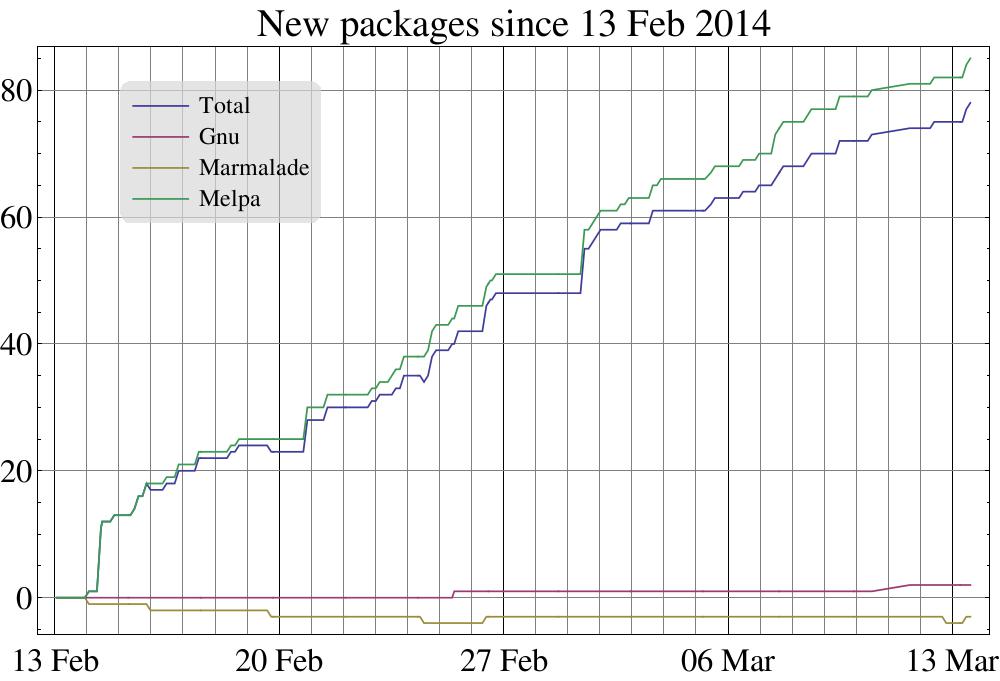 New packages since 13 Feb 2014
80
60
40
20
0
Total
Gnu
Marmalade
Melpa
13 Feb
20 Feb
27 Feb
06 Mar
13 Mar